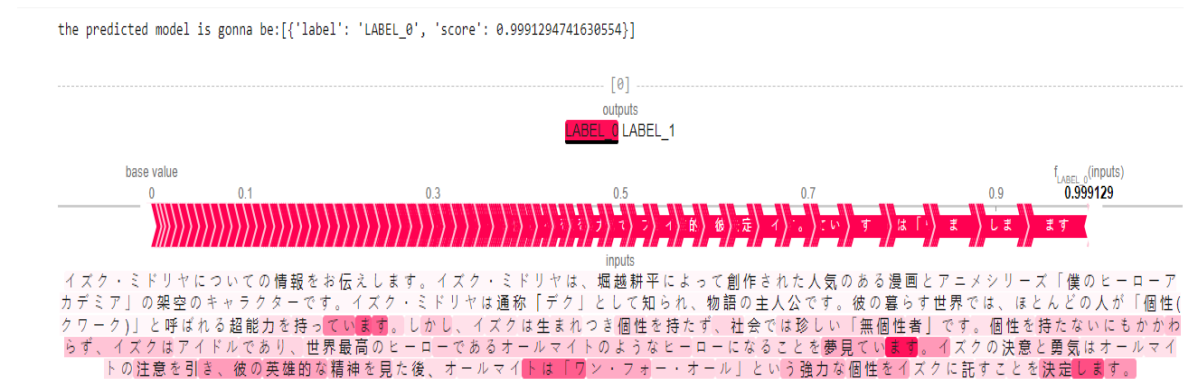 the predicted model is gonna be:[{'label': 'LABEL_0', 'score': 0.9991294741630554}]
[0]
outputs
LABEL_0 LABEL_1
base value
f LABEL_0 (inputs)
0 0.1 0.3 0.5 0.7 0.9 0.999129
力 て フ イ 的 彼 定 イ 。 てい す は「 ま しま ます
inputs
イズク・ミドリヤについての情報をお伝えします。イズク・ミドリヤは、堀越耕平によって創作された人気のある漫画とアニメシリーズ「僕のヒーローア
カデミア」の架空のキャラクターです。イズク・ミドリヤは通称「デク」として知られ、物語の主人公です。彼の暮らす世界では、ほとんどの人が「個性(
クワーク)」と呼ばれる超能力を持っています。しかし、イズクは生まれつき個性を持たず、社会では珍しい「無個性者」です。個性を持たないにもかかわ
らず、イズクはアイドルであり、世界最高のヒーローであるオールマイトのようなヒーローになることを夢見ています。イズクの決意と勇気はオールマイ
トの注意を引き、彼の英雄的な精神を見た後、オールマイトは「ワン・フォー・オール」という強力な個性をイズクに託すことを決定します。